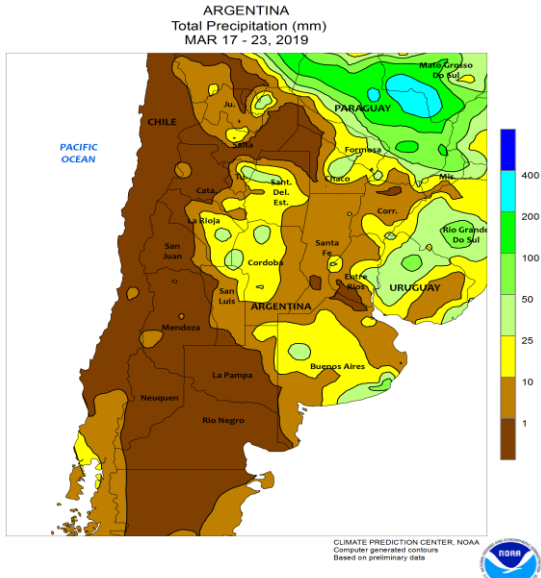 ARGENTINA
Total Precipitation (mm)
MAR 17 - 23, 2019
Mato Grosso
Do Sul
Ju.
PARAGUAY
CHILE
PACIFIC
OCEAN
Salta
Formosa
Tu.
Sant.
Del.
Est.
Chaco
Mis.
Cata.
Corr.
La Rioja
Rio Grande
Do Sul
San
Juan
Santa
Fe
Cordoba
Entre
Rios
San
Luis
URUGUAY
ARGENTINA
Mendoza
Buenos Aires
La Pampa
Neuquen
Rio Negro
400
200
100
50
25
10
1
CLIMATE PREDICTION CENTER, NOAA
Computer generated contours
Based on preliminary data
NOAA